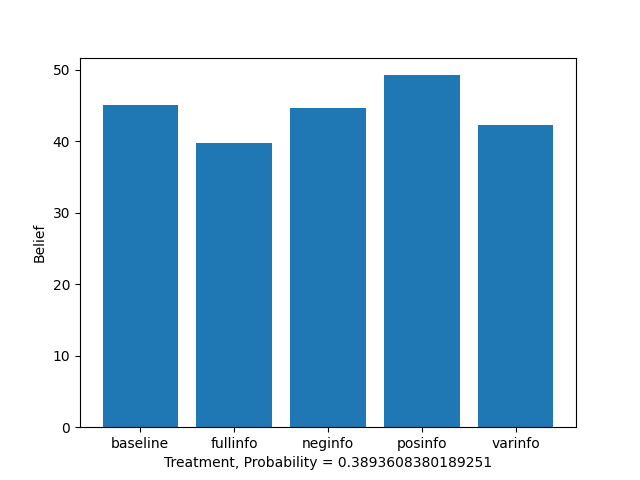 50
40
30
20
10
0
Belief
baseline fullinfo neginfo posinfo varinfo
Treatment, Probability = 0.3893608380189251